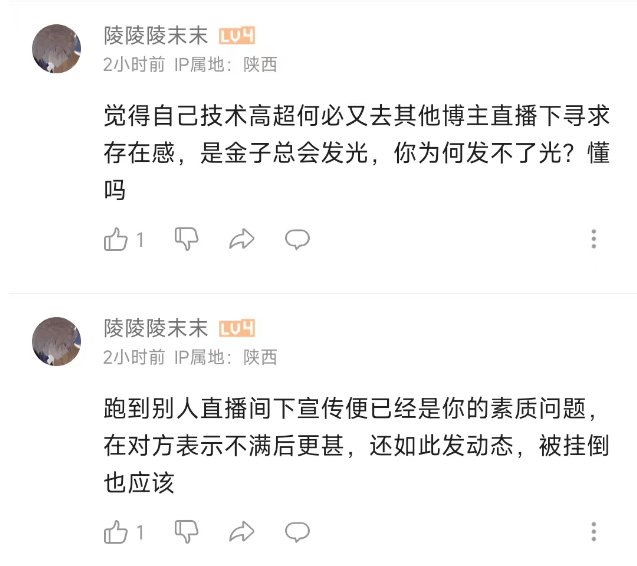 陵陵陵末末 LV4
2小时前 IP属地：陕西
觉得自己技术高超何必又去其他博主直播下寻求
存在感，是金子总会发光，你为何发不了光？懂
吗
1
陵陵陵末末 LV4
2小时前 IP属地：陕西
跑到别人直播间下宣传便已经是你的素质问题，
在对方表示不满后更甚，还如此发动态，被挂倒
也应该
1